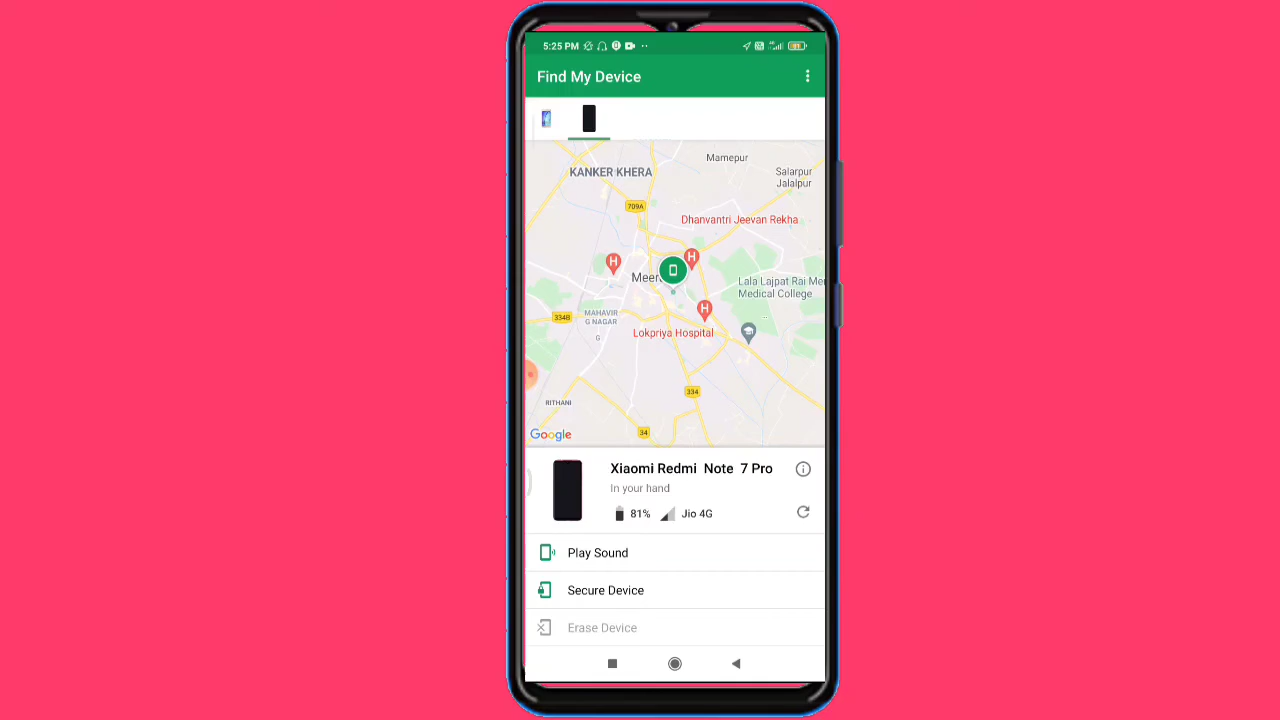 5:25 PM
Find My Device
Mamepur
KANKER KHERA
Salarpur
Jalalpur
709A
Dhanvantri Jeevan Rekha
H
H
Meer
Lala Lajpat Rai Me
Medical College
H
MAHAVIR
G NAGAR
G
334B
Lokpriya Hospital
334
RITHANI
34
Google
Xiaomi Redmi Note 7 Pro
In your hand
81% Jio 4G
Play Sound
Secure Device
Erase Device